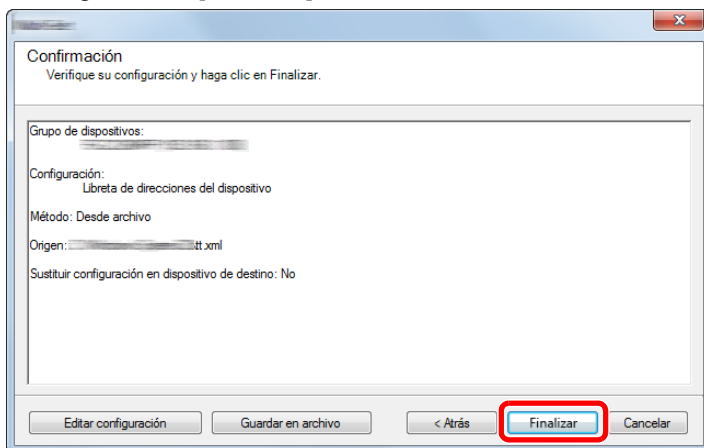 Confirmación
Verifique su configuración y haga clic en Finalizar.
Grupo de dispositivos:
Configuración:
Libreta de direcciones del dispositivo
Método: Desde archivo
Origen: tt.xml
Sustituir configuración en dispositivo de destino: No
Editar configuración Guardar en archivo < Atrás Finalizar Cancelar